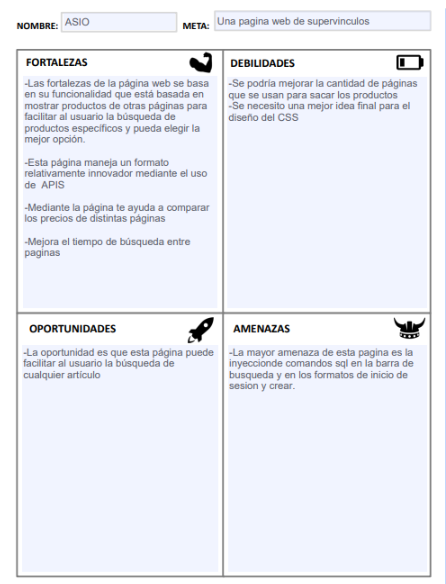 NOMBRE: ASIO META: Una pagina web de supervinculos
FORTALEZAS
-Las fortalezas de la página web se basa
en su funcionalidad que está basada en
mostrar productos de otras páginas para
facilitar al usuario la búsqueda de
productos específicos y pueda elegir la
mejor opción.
-Esta página maneja un formato
relativamente innovador mediante el uso
de APIS
-Mediante la página te ayuda a comparar
los precios de distintas páginas
-Mejora el tiempo de búsqueda entre
paginas
DEBILIDADES
-Se podría mejorar la cantidad de páginas
que se usan para sacar los productos
-Se necesito una mejor idea final para el
diseño del CSS
OPORTUNIDADES
-La oportunidad es que esta página puede
facilitar al usuario la búsqueda de
cualquier artículo
AMENAZAS
-La mayor amenaza de esta pagina es la
inyeccionde comandos sql en la barra de
busqueda y en los formatos de inicio de
sesion y crear.